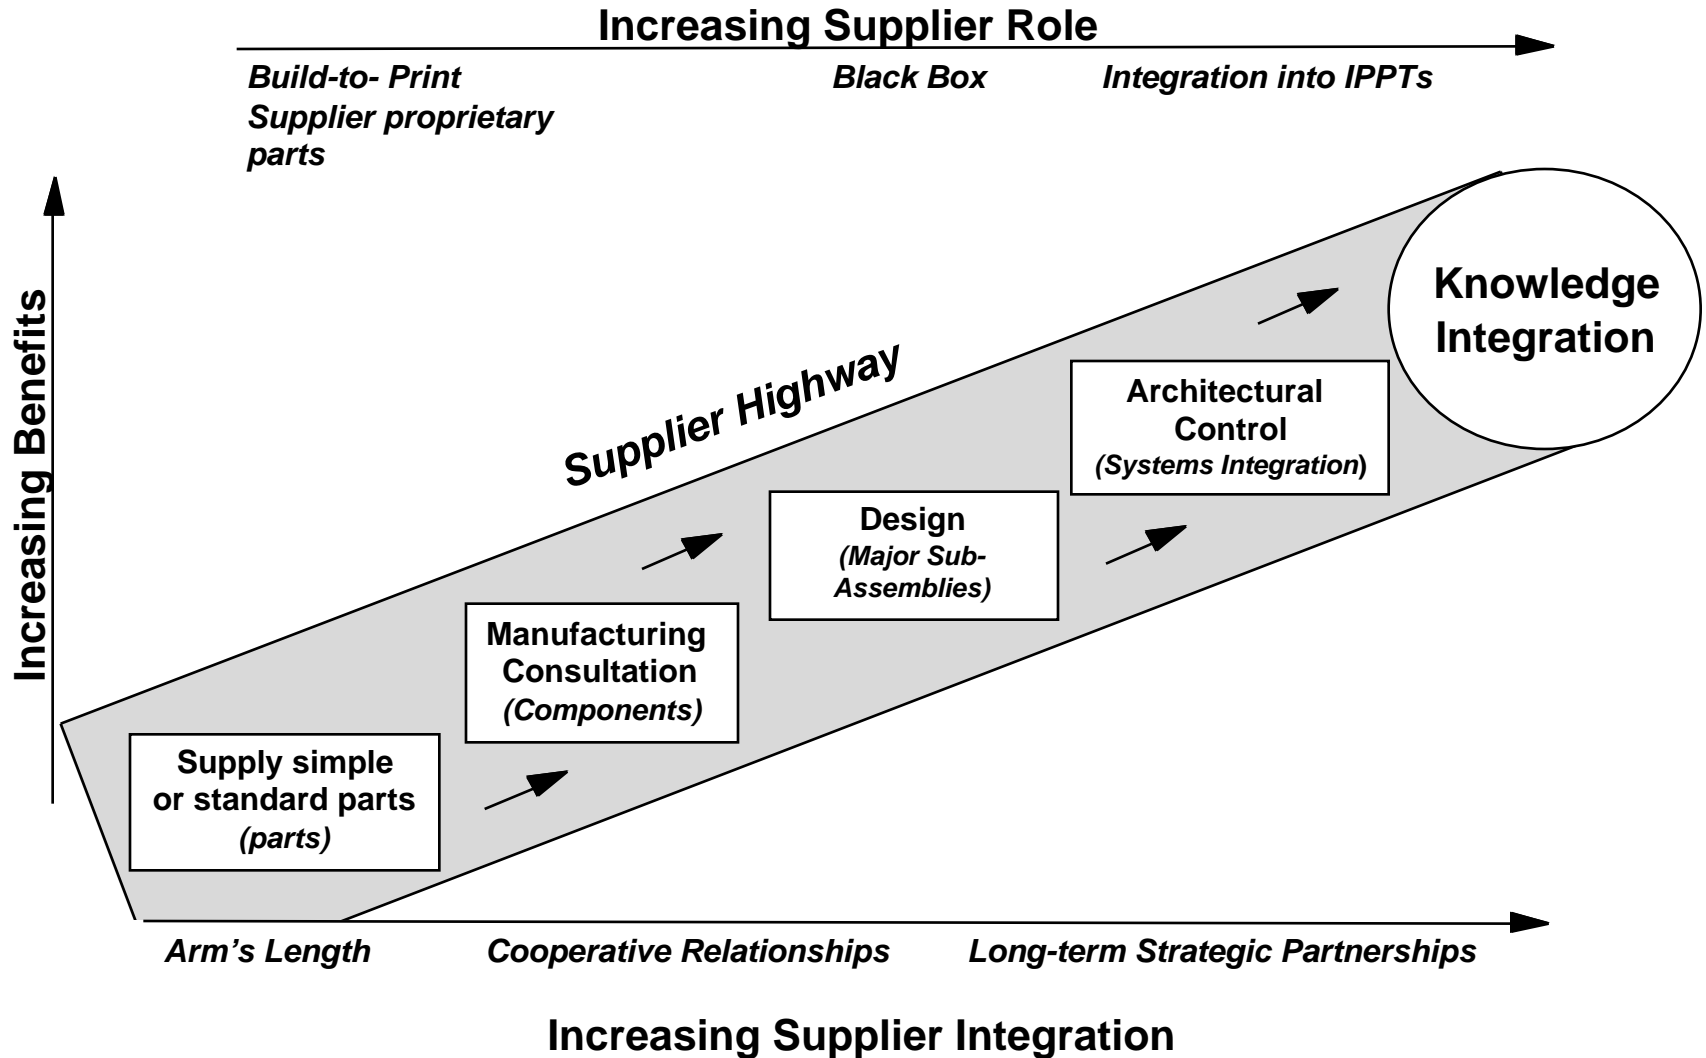 Increasing Supplier Role
Build-to- Print
Supplier proprietary
parts
Black Box
Integration into IPPTs
Increasing Benefits
Supplier Highway
Knowledge
Integration
Architectural
Control
(Systems Integration)
Design
(Major Sub-
Assemblies)
Manufacturing
Consultation
(Components)
Supply simple
or standard parts
(parts)
Arm's Length
Cooperative Relationships
Long-term Strategic Partnerships
Increasing Supplier Integration